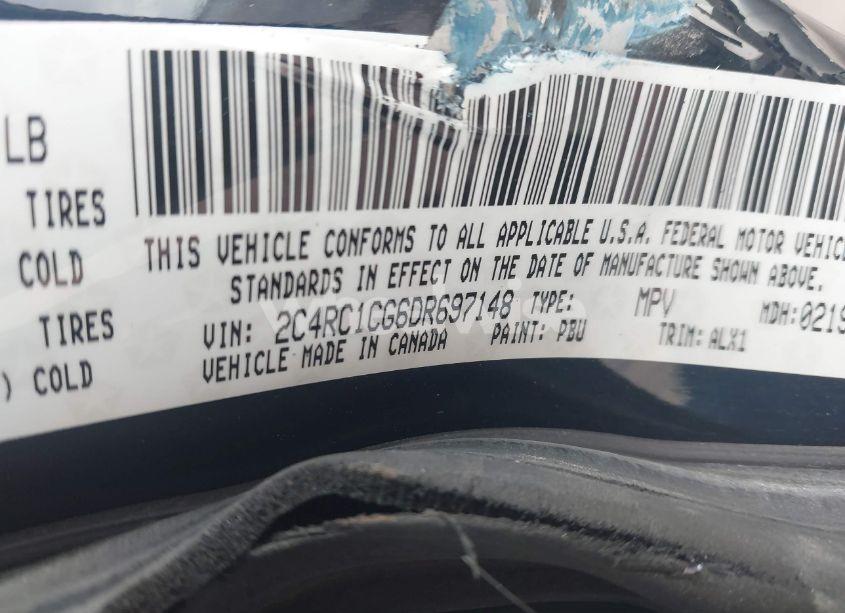 LB
TIRES
COLD
TIRES
) COLD
THIS VEHICLE CONFORMS TO ALL APPLICABLE U.S.A. FEDERAL MOTOR VEHICLE
STANDARDS IN EFFECT ON THE DATE OF MANUFACTURE SHOWN ABOVE.
VIN: 2C4RC1CG6DR697148 TYPE: MPV MDH:0219
VEHICLE MADE IN CANADA PAINT: PBU TRIM:ALX1